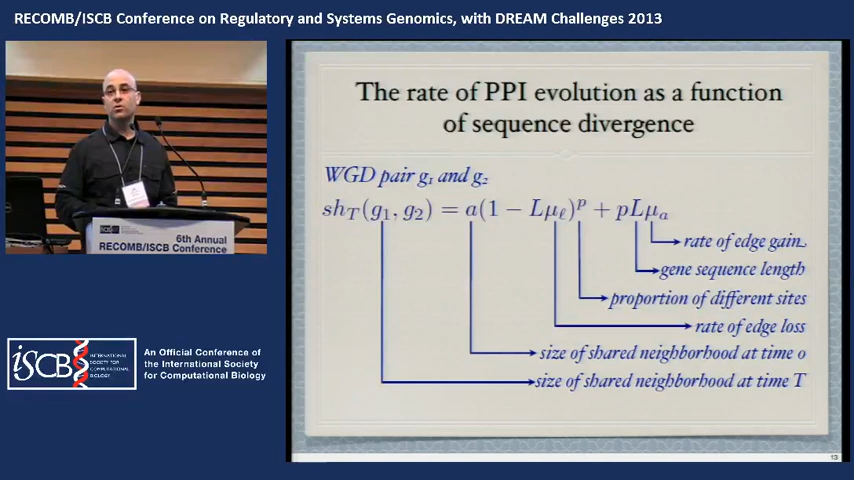 RECOMB/ISCB Conference on Regulatory and Systems Genomics, with DREAM Challenges 2013
The rate of PPI evolution as a function
of sequence divergence
WGD pair g₁ and g₂
sh_T(g₁, g₂) = a(1 − Lμ_ℓ)^p + pLμ_a
rate of edge gain
gene sequence length
proportion of different sites
rate of edge loss
size of shared neighborhood at time o
size of shared neighborhood at time T
13
iSCB
6th Annual
RECOMB/ISCB Conference
iSCB
INTERNATIONAL
SOCIETY FOR
COMPUTATIONAL
BIOLOGY
An Official Conference of
the International Society
for Computational Biology